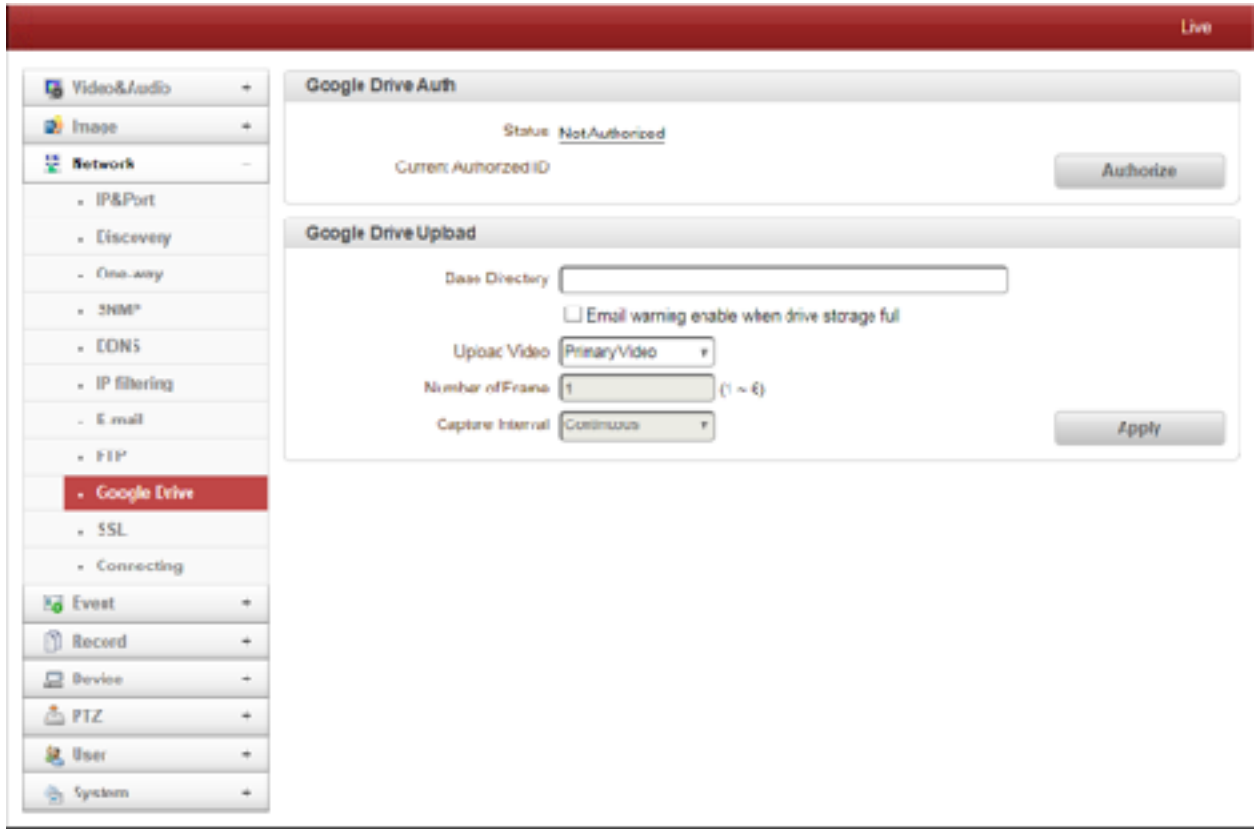 Live
Video&Audio
Image
Network
IP&Port
Discovery
One-way
SNMP
DDNS
IP filtering
E-mail
FTP
Google Drive
SSL
Connecting
Event
Record
Device
PTZ
User
System
Google Drive Auth
Status NotAuthorized
Current Authorized ID
Authorize
Google Drive Upload
Base Directory
Email warning enable when drive storage full
Upload Video Primary Video
Number of Frame 1
Capture Interval Continuous
Apply